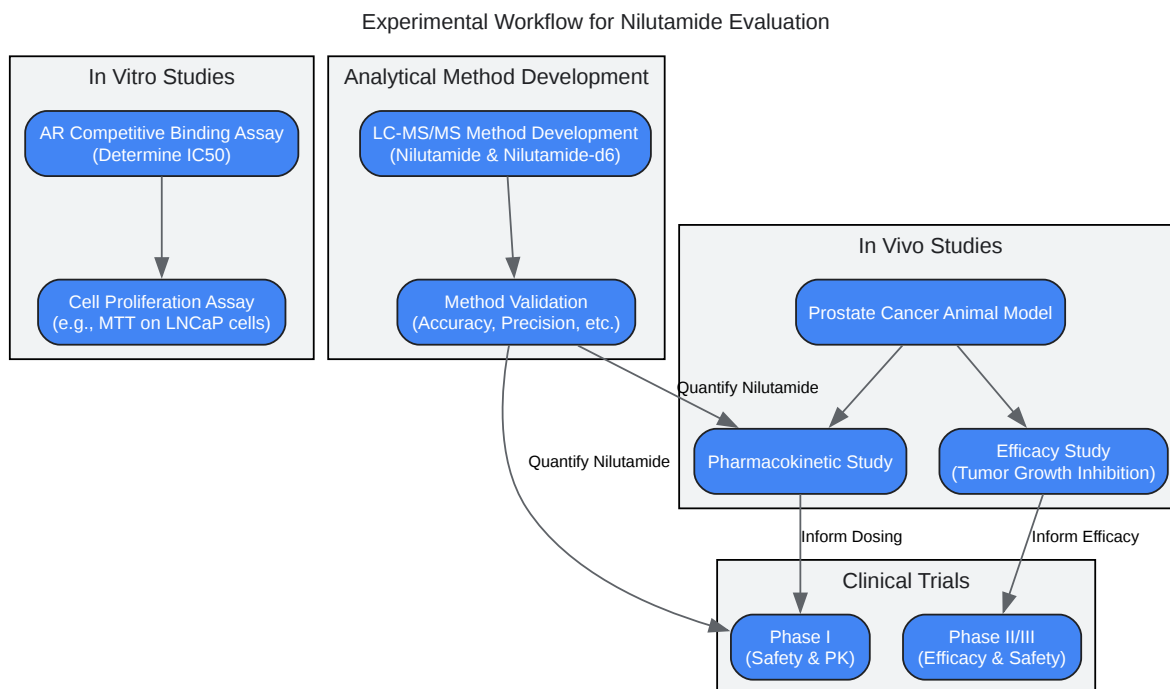 Experimental Workflow for Nilutamide Evaluation
In Vitro Studies
AR Competitive Binding Assay
(Determine IC50)
Cell Proliferation Assay
(e.g., MTT on LNCaP cells)
Analytical Method Development
LC-MS/MS Method Development
(Nilutamide & Nilutamide-d6)
Method Validation
(Accuracy, Precision, etc.)
In Vivo Studies
Prostate Cancer Animal Model
Quantify Nilutamide
Pharmacokinetic Study
Efficacy Study
(Tumor Growth Inhibition)
Quantify Nilutamide
Inform Dosing
Inform Efficacy
Clinical Trials
Phase I
(Safety & PK)
Phase II/III
(Efficacy & Safety)